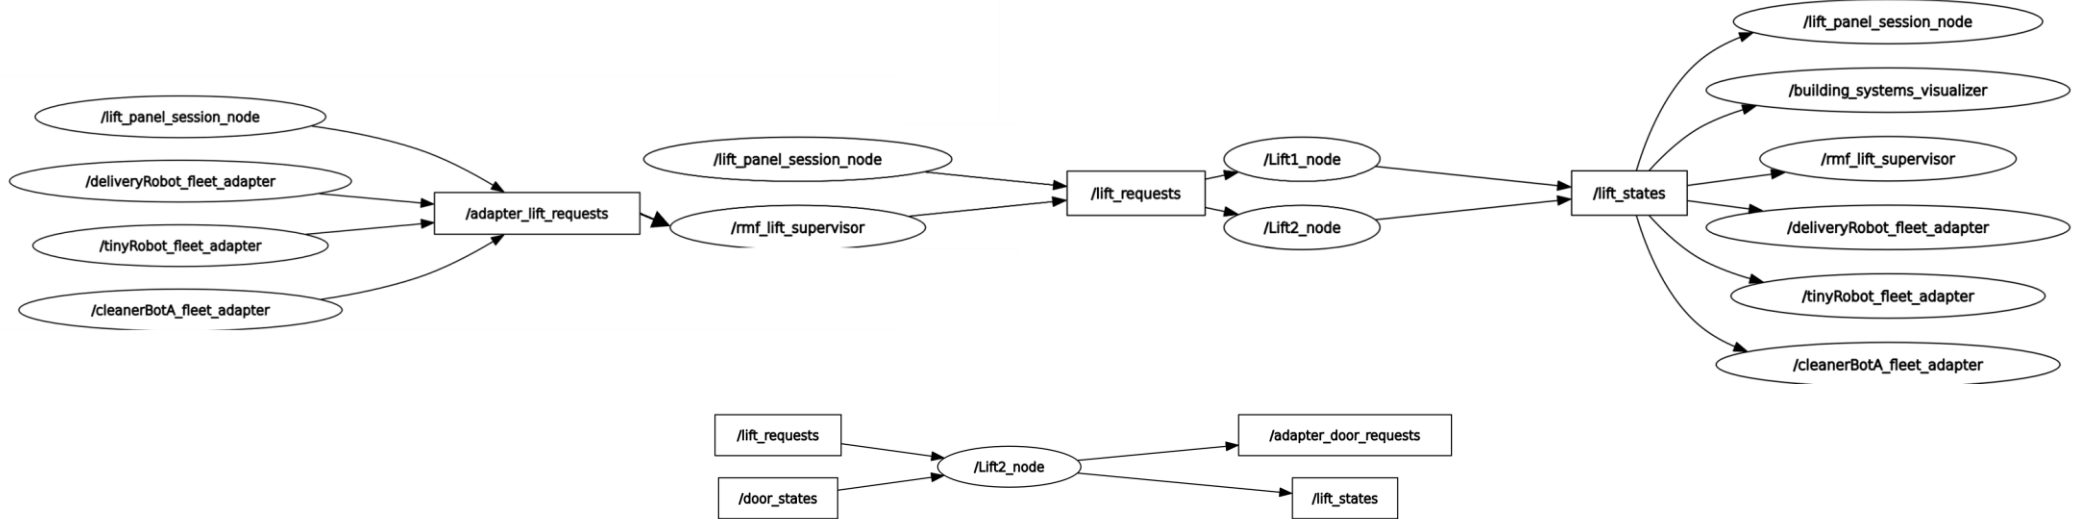 /lift_panel_session_node
/deliveryRobot_fleet_adapter
/tinyRobot_fleet_adapter
/cleanerBotA_fleet_adapter
/adapter_lift_requests
/lift_panel_session_node
/rmf_lift_supervisor
/lift_requests
/Lift1_node
/Lift2_node
/lift_states
/lift_panel_session_node
/building_systems_visualizer
/rmf_lift_supervisor
/deliveryRobot_fleet_adapter
/tinyRobot_fleet_adapter
/cleanerBotA_fleet_adapter
/lift_requests
/door_states
/Lift2_node
/adapter_door_requests
/lift_states